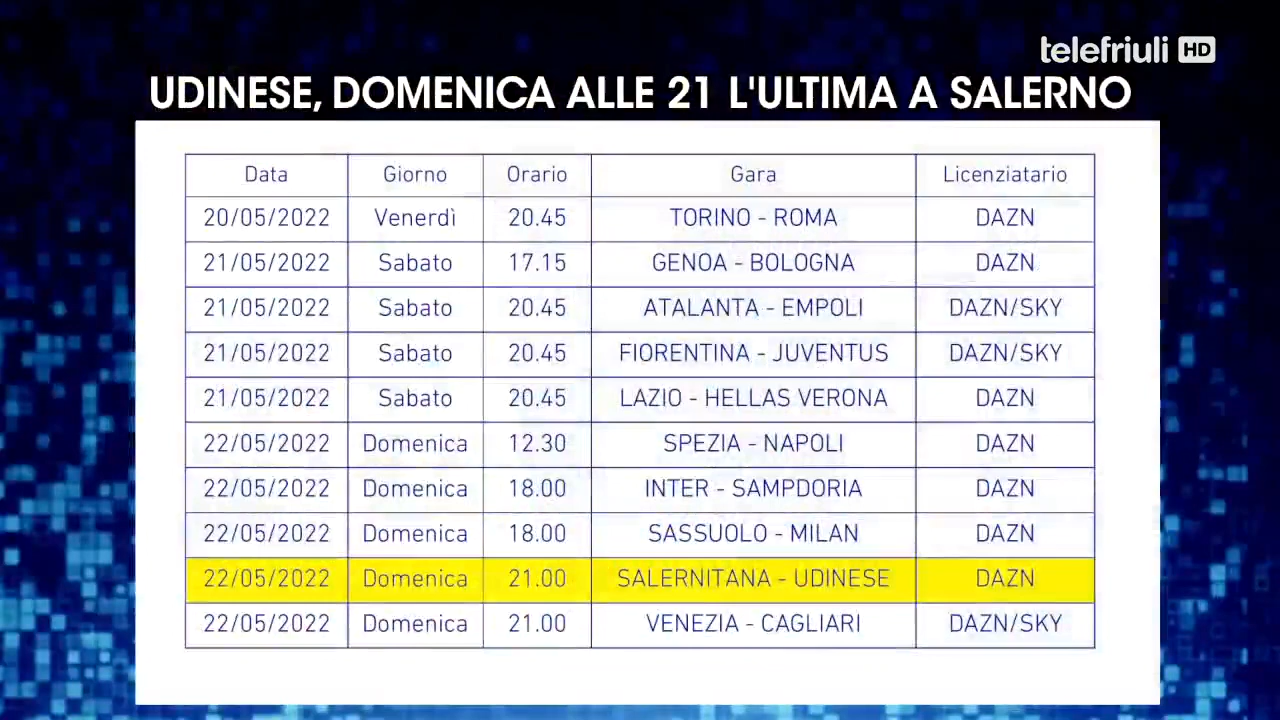 telefriuli HD
UDINESE, DOMENICA ALLE 21 L'ULTIMA A SALERNO
Data Giorno Orario Gara Licenziatario
20/05/2022 Venerdì 20.45 TORINO - ROMA DAZN
21/05/2022 Sabato 17.15 GENOA - BOLOGNA DAZN
21/05/2022 Sabato 20.45 ATALANTA - EMPOLI DAZN/SKY
21/05/2022 Sabato 20.45 FIORENTINA - JUVENTUS DAZN/SKY
21/05/2022 Sabato 20.45 LAZIO - HELLAS VERONA DAZN
22/05/2022 Domenica 12.30 SPEZIA - NAPOLI DAZN
22/05/2022 Domenica 18.00 INTER - SAMPDORIA DAZN
22/05/2022 Domenica 18.00 SASSUOLO - MILAN DAZN
22/05/2022 Domenica 21.00 SALERNITANA - UDINESE DAZN
22/05/2022 Domenica 21.00 VENEZIA - CAGLIARI DAZN/SKY